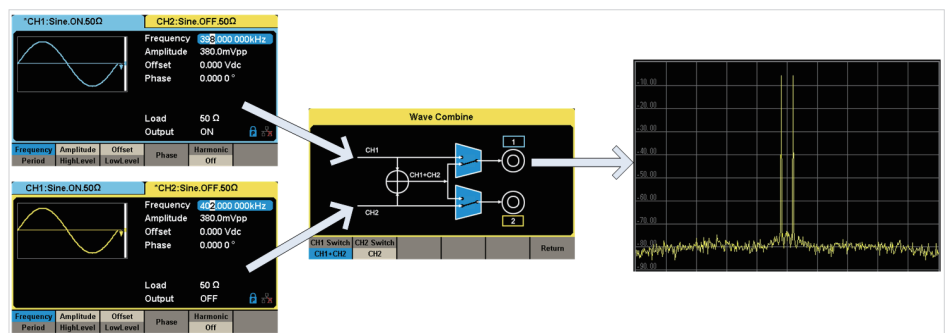 *CH1:Sine.ON.50Ω CH2:Sine.OFF.50Ω
Frequency 398.000 000kHz
Amplitude 380.0mVpp
Offset 0.000 Vdc
Phase 0.000 0 °
Load 50 Ω
Output ON
Frequency Amplitude Offset Phase Harmonic
Period HighLevel LowLevel Off
CH1:Sine.ON.50Ω *CH2:Sine.OFF.50Ω
Frequency 402.000 000kHz
Amplitude 380.0mVpp
Offset 0.000 Vdc
Phase 0.000 0 °
Load 50 Ω
Output OFF
Frequency Amplitude Offset Phase Harmonic
Period HighLevel LowLevel Off
Wave Combine
1
CH1
CH1+CH2
CH2
2
CH1 Switch CH2 Switch Return
CH1+CH2 CH2
-10.00
-20.00
-60.00
-70.00
-80.00
-90.00